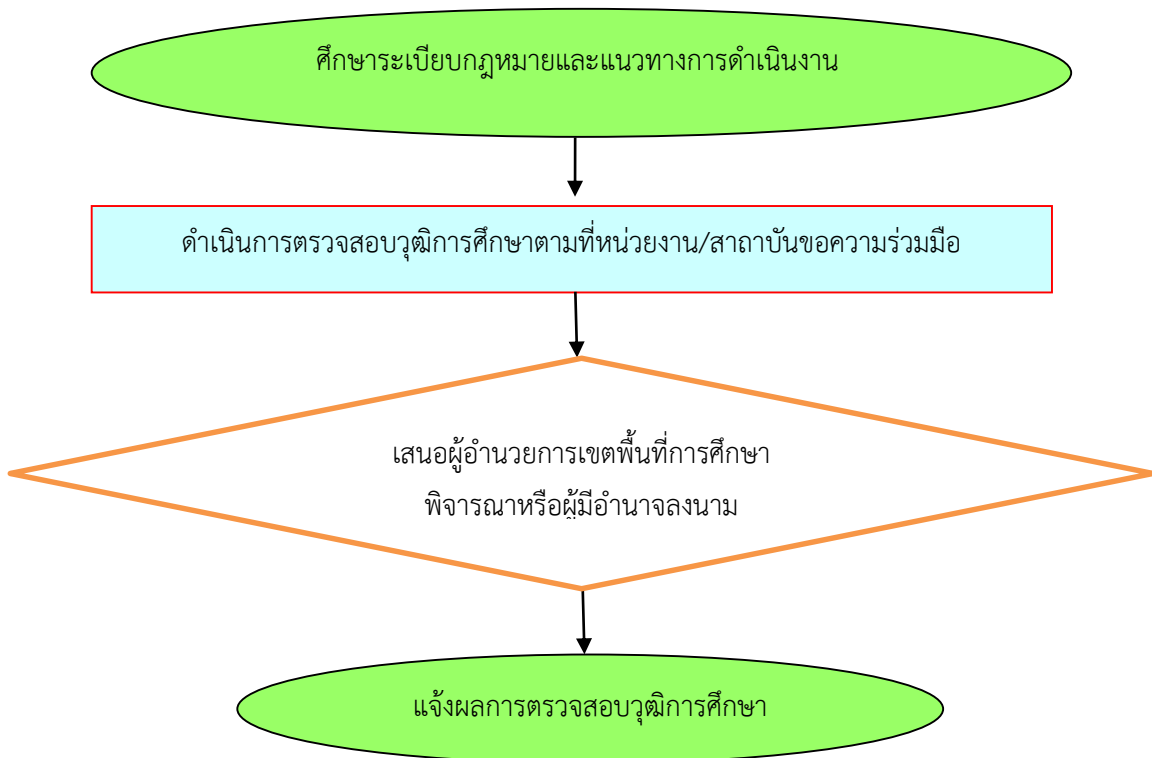 ศึกษาระเบียบกฎหมายและแนวทางการดำเนินงาน
ดำเนินการตรวจสอบวุฒิการศึกษาตามที่หน่วยงาน/สาถาบันขอความร่วมมือ
เสนอผู้อำนวยการเขตพื้นที่การศึกษา
พิจารณาหรือผู้มีอำนาจลงนาม
แจ้งผลการตรวจสอบวุฒิการศึกษา